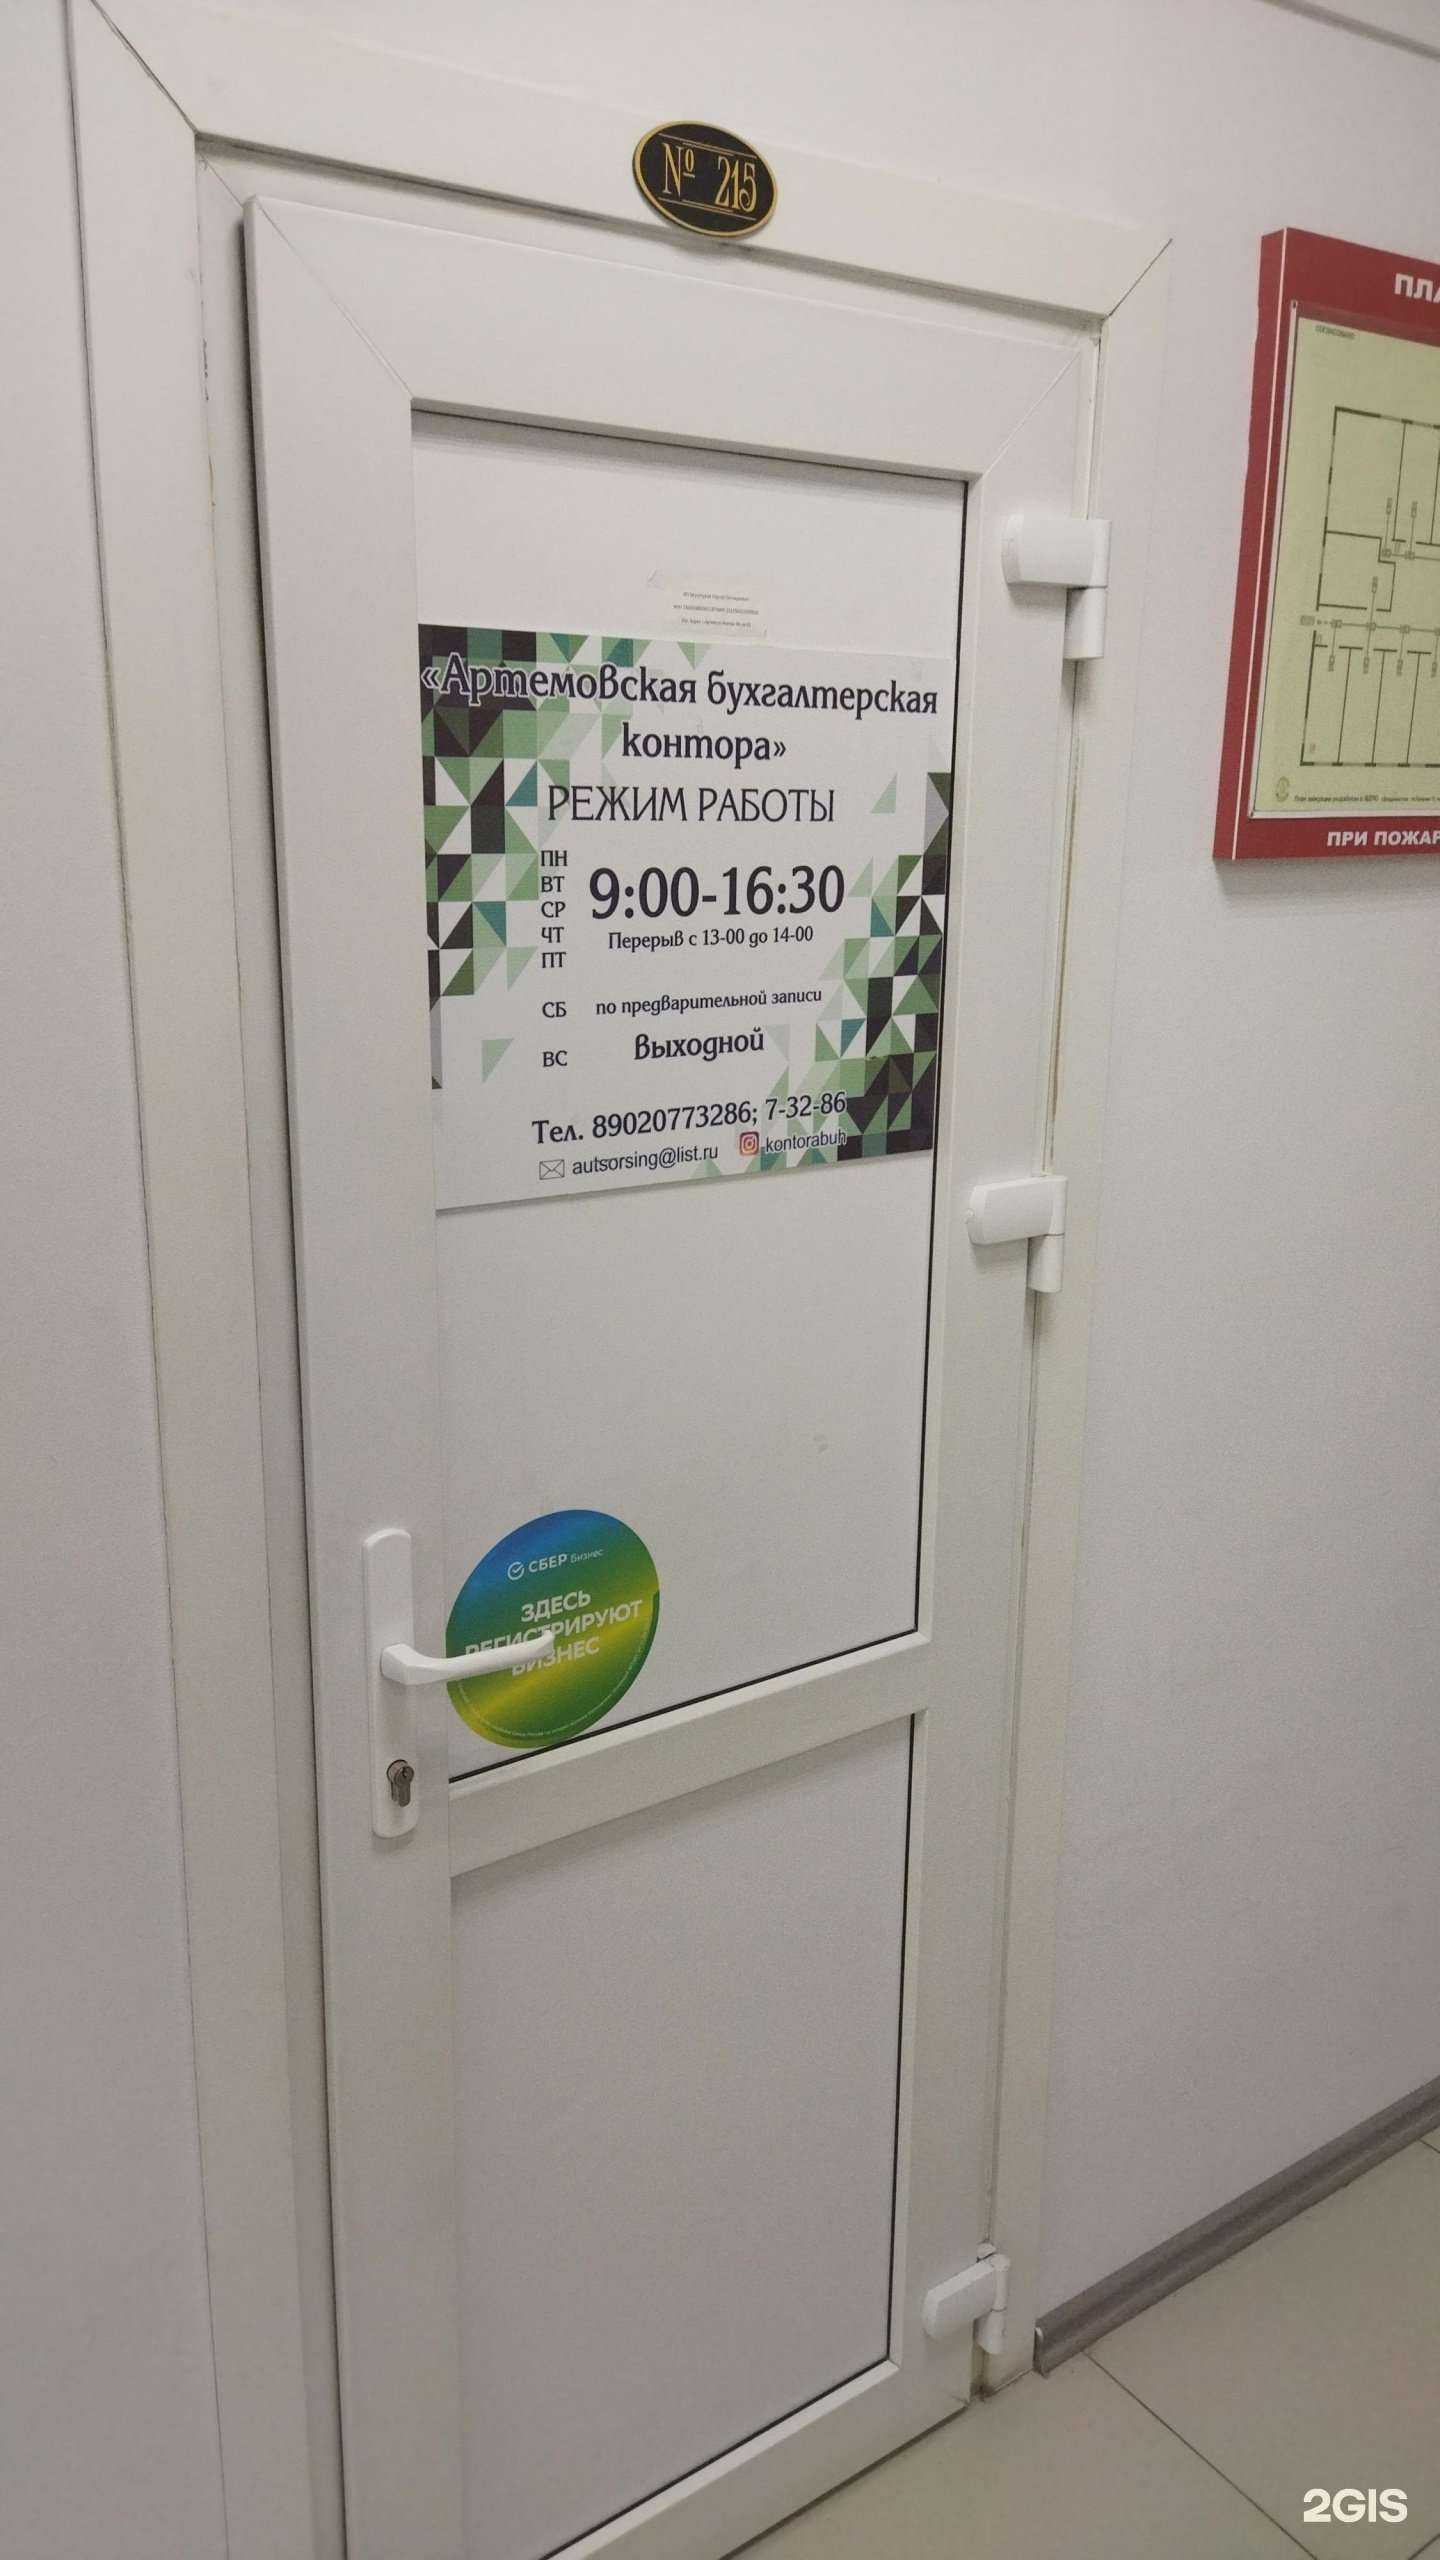 № 215
ПЛА
СОГЛАСОВАНО
«Артемовская бухгалтерская
контора»
РЕЖИМ РАБОТЫ
ПН
ВТ
СР
ЧТ
ПТ
9:00-16:30
Перерыв с 13-00 до 14-00
СБ по предварительной записи
ВС выходной
Тел. 89020773286; 7-32-86
autsorsing@list.ru kontorabuh
ПРИ ПОЖАР
СБЕР Бизнес
ЗДЕСЬ
РЕГИСТРИРУЮТ
БИЗНЕС
2GIS